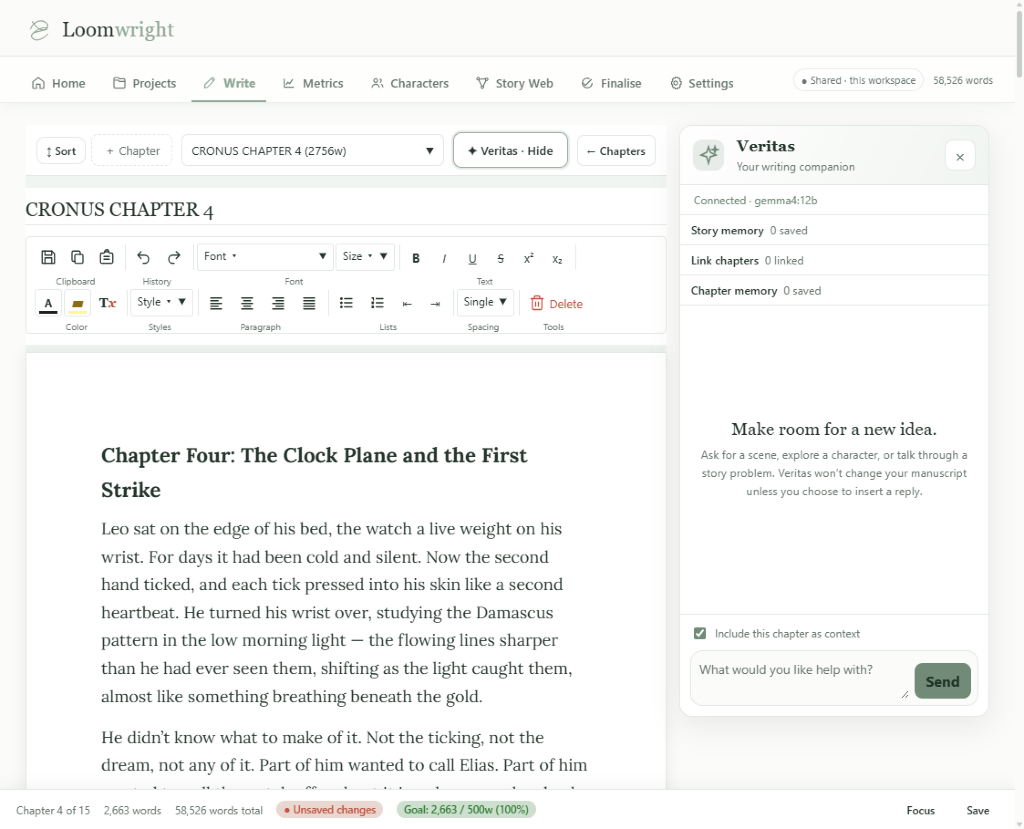 Loomwright
Home Projects Write Metrics Characters Story Web Finalise Settings • Shared · this workspace 58,526 words
↕ Sort + Chapter CRONUS CHAPTER 4 (2756w) ▼ ✦ Veritas · Hide ← Chapters
CRONUS CHAPTER 4
Font • ▼ Size • ▼ B I U S x² x₂
Clipboard History Font Text
A Tx Style • ▼ Single ▼ Delete
Color Styles Paragraph Lists Spacing Tools
Chapter Four: The Clock Plane and the First
Strike
Leo sat on the edge of his bed, the watch a live weight on his
wrist. For days it had been cold and silent. Now the second
hand ticked, and each tick pressed into his skin like a second
heartbeat. He turned his wrist over, studying the Damascus
pattern in the low morning light — the flowing lines sharper
than he had ever seen them, shifting as the light caught them,
almost like something breathing beneath the gold.
He didn’t know what to make of it. Not the ticking, not the
dream, not any of it. Part of him wanted to call Elias. Part of him
Veritas
Your writing companion
×
Connected · gemma4:12b
Story memory 0 saved
Link chapters 0 linked
Chapter memory 0 saved
Make room for a new idea.
Ask for a scene, explore a character, or talk through a
story problem. Veritas won’t change your manuscript
unless you choose to insert a reply.
Include this chapter as context
What would you like help with?
Send
Chapter 4 of 15 2,663 words 58,526 words total • Unsaved changes Goal: 2,663 / 500w (100%) Focus Save